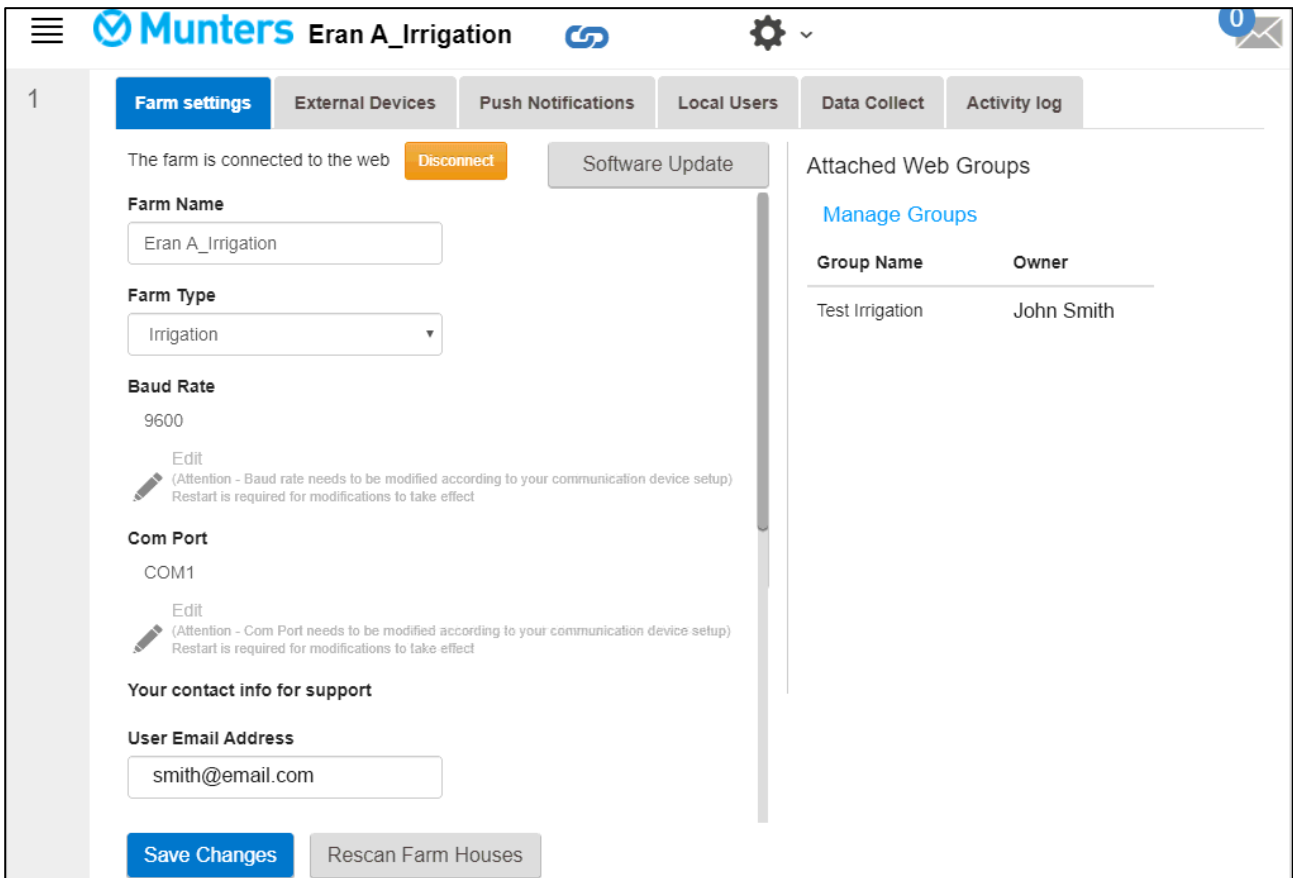 Munters Eran A_Irrigation
0
1
Farm settings External Devices Push Notifications Local Users Data Collect Activity log
The farm is connected to the web Disconnect Software Update
Farm Name
Eran A_Irrigation
Farm Type
Irrigation
Baud Rate
9600
Edit
(Attention - Baud rate needs to be modified according to your communication device setup)
Restart is required for modifications to take effect
Com Port
COM1
Edit
(Attention - Com Port needs to be modified according to your communication device setup)
Restart is required for modifications to take effect
Your contact info for support
User Email Address
smith@email.com
Save Changes Rescan Farm Houses
Attached Web Groups
Manage Groups
Group Name Owner
Test Irrigation John Smith